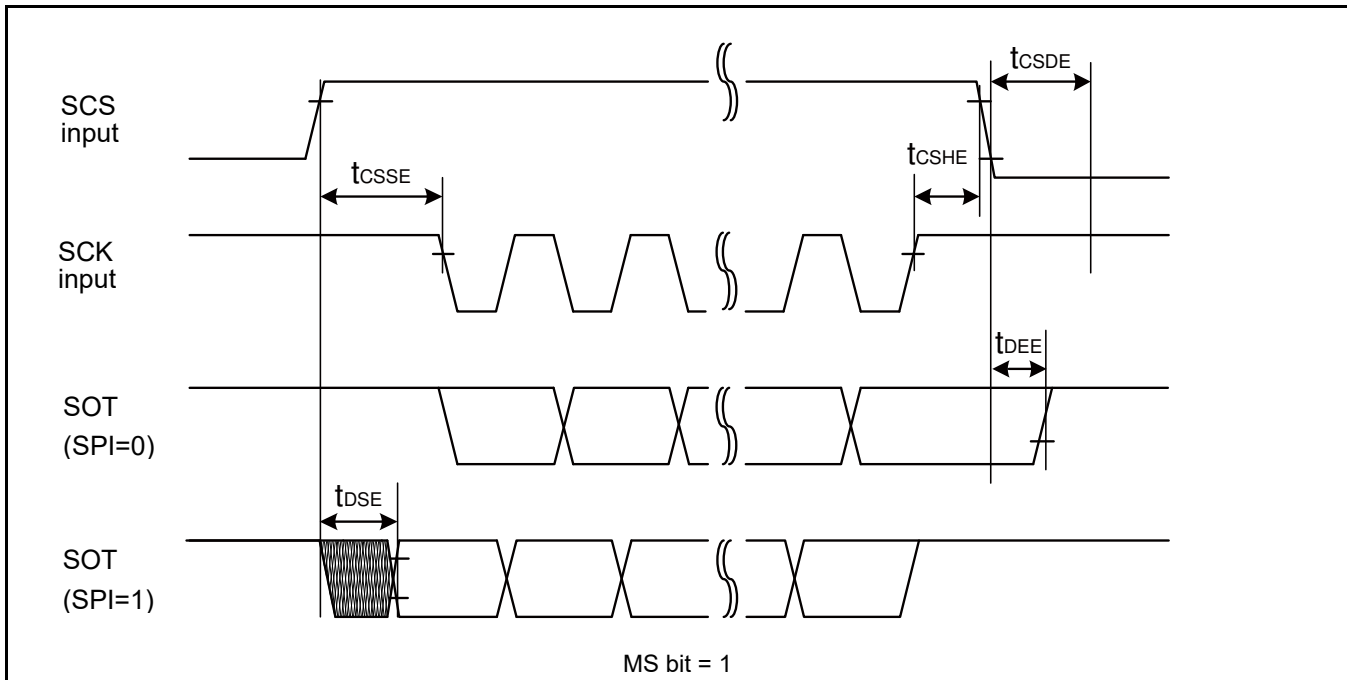 tCSDE
SCS
input
tCSHE
tCSSE
SCK
input
tDEE
SOT
(SPI=0)
tDSE
SOT
(SPI=1)
MS bit = 1